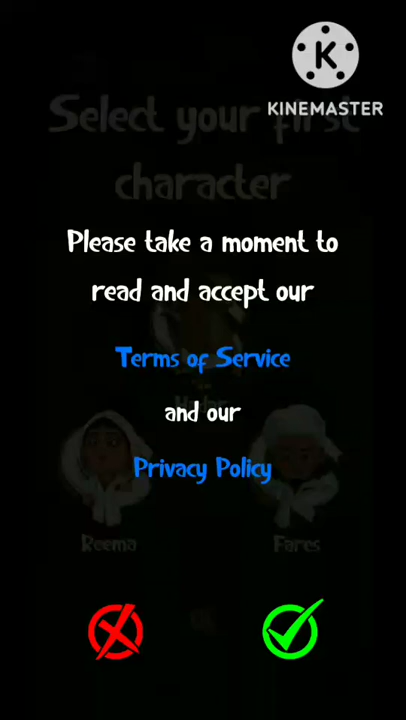 KINEMASTER
Select your first
character
Please take a moment to
read and accept our
Terms of Service
and our
Privacy Policy
Reema
Fares